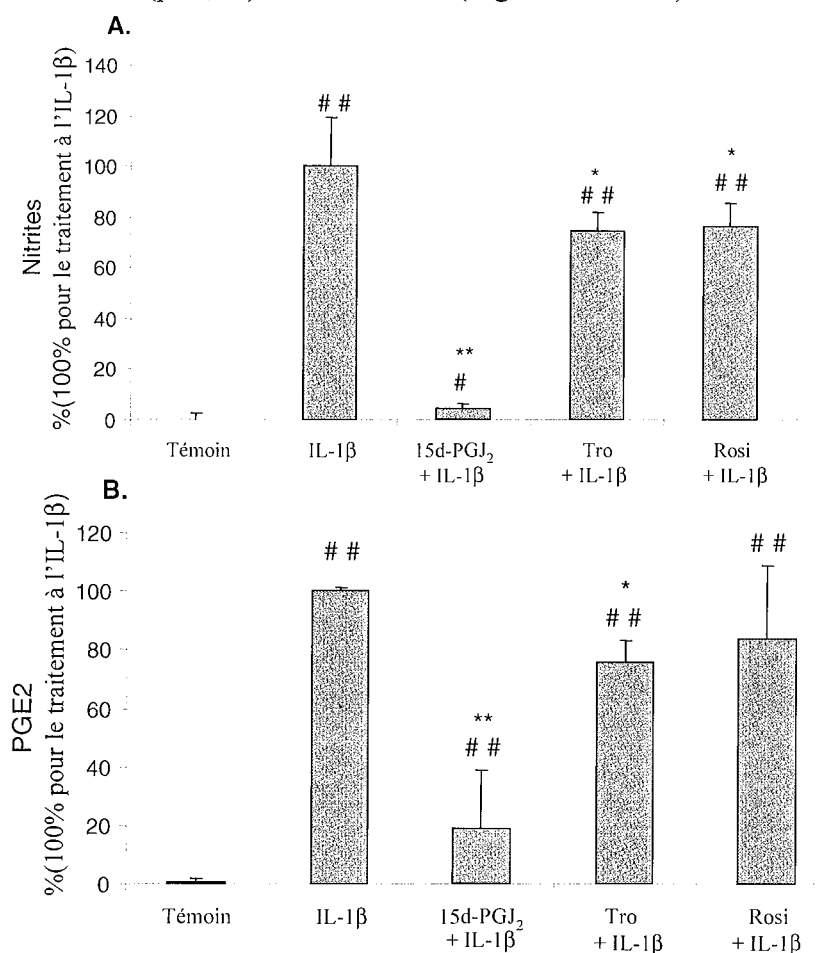 A.
Nitrites
%(100% pour le traitement à l'IL-1β)
140
120
100
80
60
40
20
0
# #
**
#
*
# #
*
# #
Témoin
IL-1β
15d-PGJ₂
+ IL-1β
Tro
+ IL-1β
Rosi
+ IL-1β
B.
PGE2
%(100% pour le traitement à l'IL-1β)
120
100
80
60
40
20
0
# #
**
# #
*
# #
# #
Témoin
IL-1β
15d-PGJ₂
+ IL-1β
Tro
+ IL-1β
Rosi
+ IL-1β